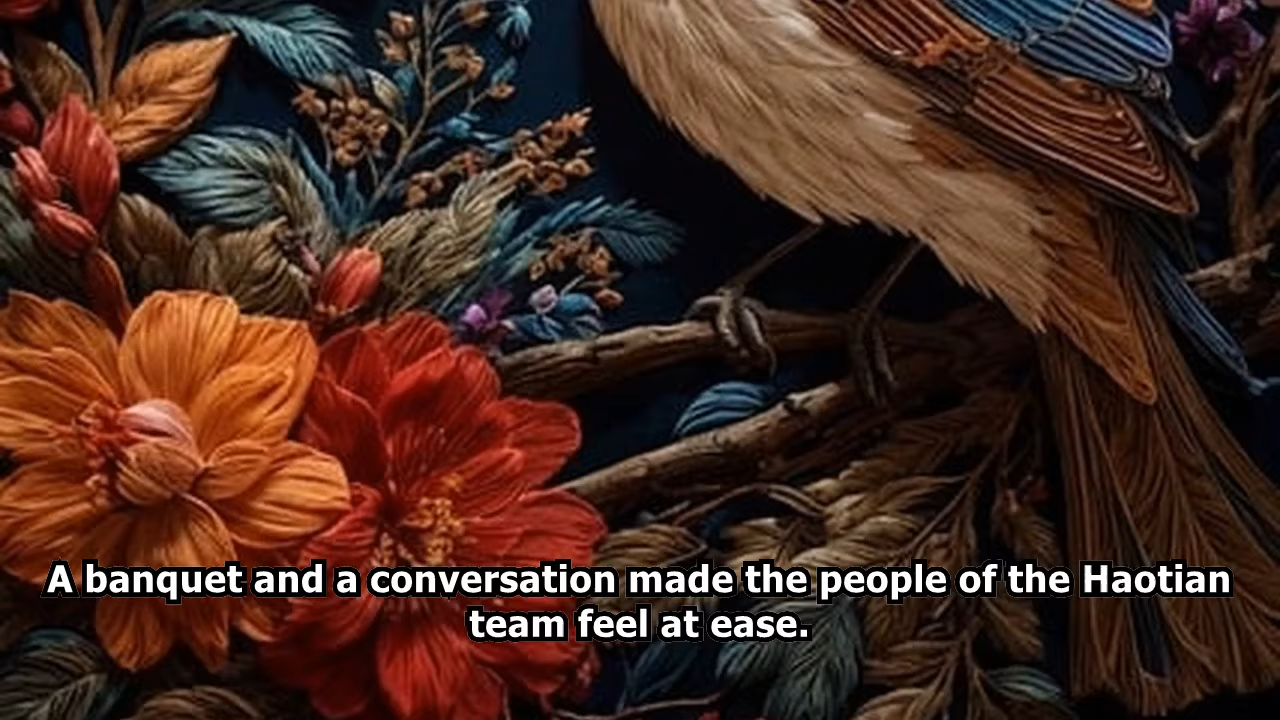 A banquet and a conversation made the people of the Haotian
team feel at ease.